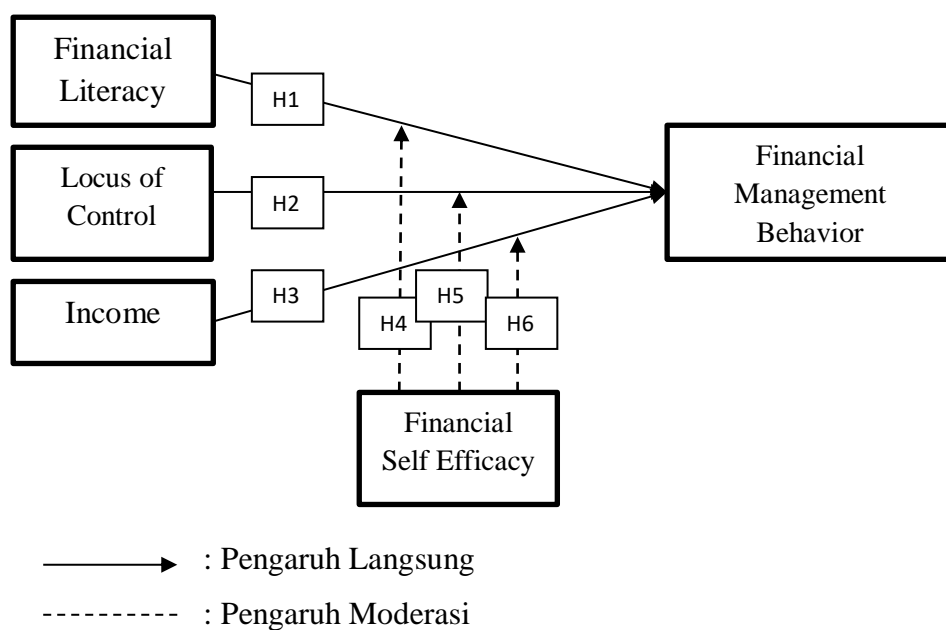 Financial
Literacy
H1
Locus of
Control
H2
Income
H3
Financial
Management
Behavior
H4
H5
H6
Financial
Self Efficacy
: Pengaruh Langsung
: Pengaruh Moderasi